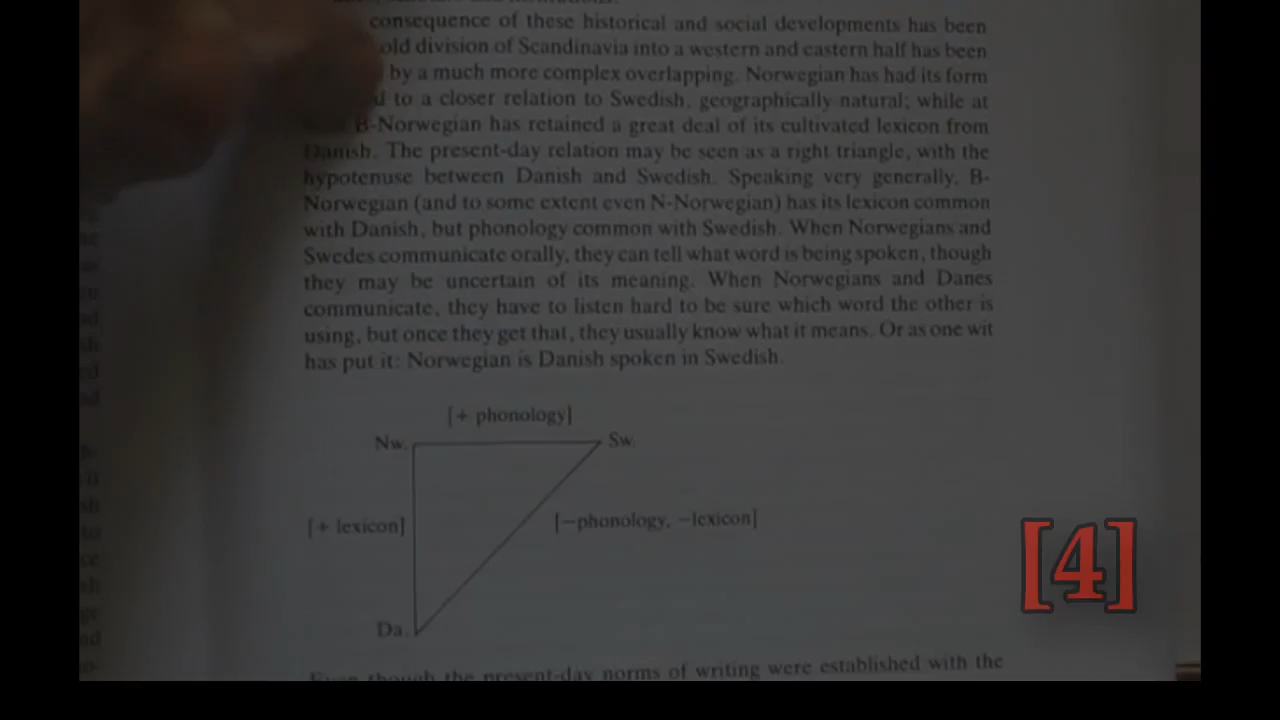 consequence of these historical and social developments has been
old division of Scandinavia into a western and eastern half has been
by a much more complex overlapping. Norwegian has had its form
to a closer relation to Swedish, geographically natural; while at
B-Norwegian has retained a great deal of its cultivated lexicon from
Danish. The present-day relation may be seen as a right triangle, with the
hypotenuse between Danish and Swedish. Speaking very generally, B-
Norwegian (and to some extent even N-Norwegian) has its lexicon common
with Danish, but phonology common with Swedish. When Norwegians and
Swedes communicate orally, they can tell what word is being spoken, though
they may be uncertain of its meaning. When Norwegians and Danes
communicate, they have to listen hard to be sure which word the other is
using, but once they get that, they usually know what it means. Or as one wit
has put it: Norwegian is Danish spoken in Swedish.
[+ phonology]
Nw. Sw.
[+ lexicon] [−phonology, −lexicon]
[4]
Da.
Even though the present-day norms of writing were established with the